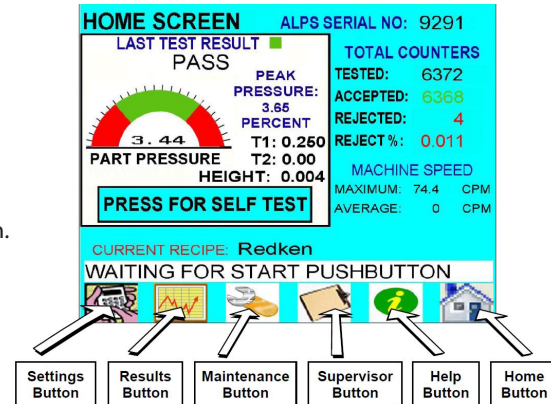 HOME SCREEN ALPS SERIAL NO: 9291
LAST TEST RESULT
PASS
PEAK
PRESSURE:
3.65
PERCENT
3.44
PART PRESSURE
T1: 0.250
T2: 0.00
HEIGHT: 0.004
PRESS FOR SELF TEST
TOTAL COUNTERS
TESTED: 6372
ACCEPTED: 6368
REJECTED: 4
REJECT%: 0.011
MACHINE SPEED
MAXIMUM: 74.4 CPM
AVERAGE: 0 CPM
n.
CURRENT RECIPE: Redken
WAITING FOR START PUSHBUTTON
Settings
Button
Results
Button
Maintenance
Button
Supervisor
Button
Help
Button
Home
Button